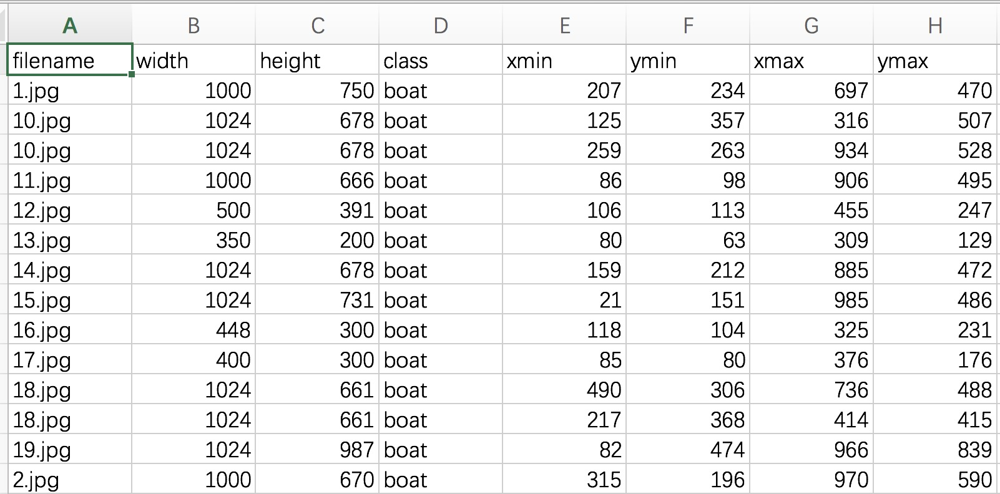 A B C D E F G H
filename width height class xmin ymin xmax ymax
1.jpg 1000 750 boat 207 234 697 470
10.jpg 1024 678 boat 125 357 316 507
10.jpg 1024 678 boat 259 263 934 528
11.jpg 1000 666 boat 86 98 906 495
12.jpg 500 391 boat 106 113 455 247
13.jpg 350 200 boat 80 63 309 129
14.jpg 1024 678 boat 159 212 885 472
15.jpg 1024 731 boat 21 151 985 486
16.jpg 448 300 boat 118 104 325 231
17.jpg 400 300 boat 85 80 376 176
18.jpg 1024 661 boat 490 306 736 488
18.jpg 1024 661 boat 217 368 414 415
19.jpg 1024 987 boat 82 474 966 839
2.jpg 1000 670 boat 315 196 970 590